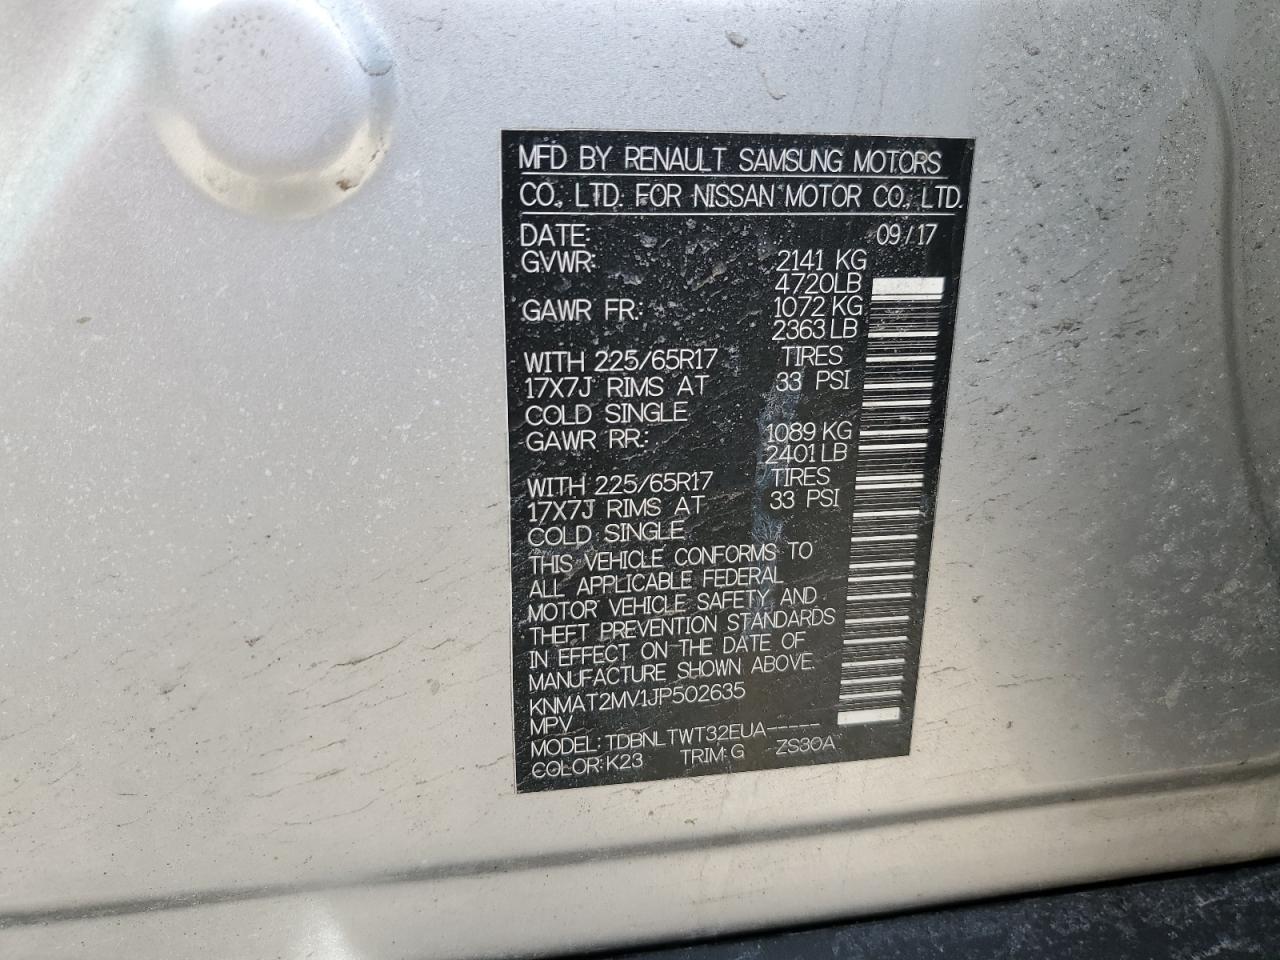 MFD BY RENAULT SAMSUNG MOTORS
CO., LTD. FOR NISSAN MOTOR CO., LTD.
DATE: 09/17
GVWR: 2141 KG
4720LB
GAWR FR.: 1072 KG
2363 LB
WITH 225/65R17 TIRES
17X7J RIMS AT 33 PSI
COLD SINGLE
GAWR RR.: 1089 KG
2401 LB
WITH 225/65R17 TIRES
17X7J RIMS AT 33 PSI
COLD SINGLE
THIS VEHICLE CONFORMS TO
ALL APPLICABLE FEDERAL
MOTOR VEHICLE SAFETY AND
THEFT PREVENTION STANDARDS
IN EFFECT ON THE DATE OF
MANUFACTURE SHOWN ABOVE.
KNMAT2MV1JP502635
MPV
MODEL: TDBNLTWT32EUA-----
COLOR: K23 TRIM: G ZS30A